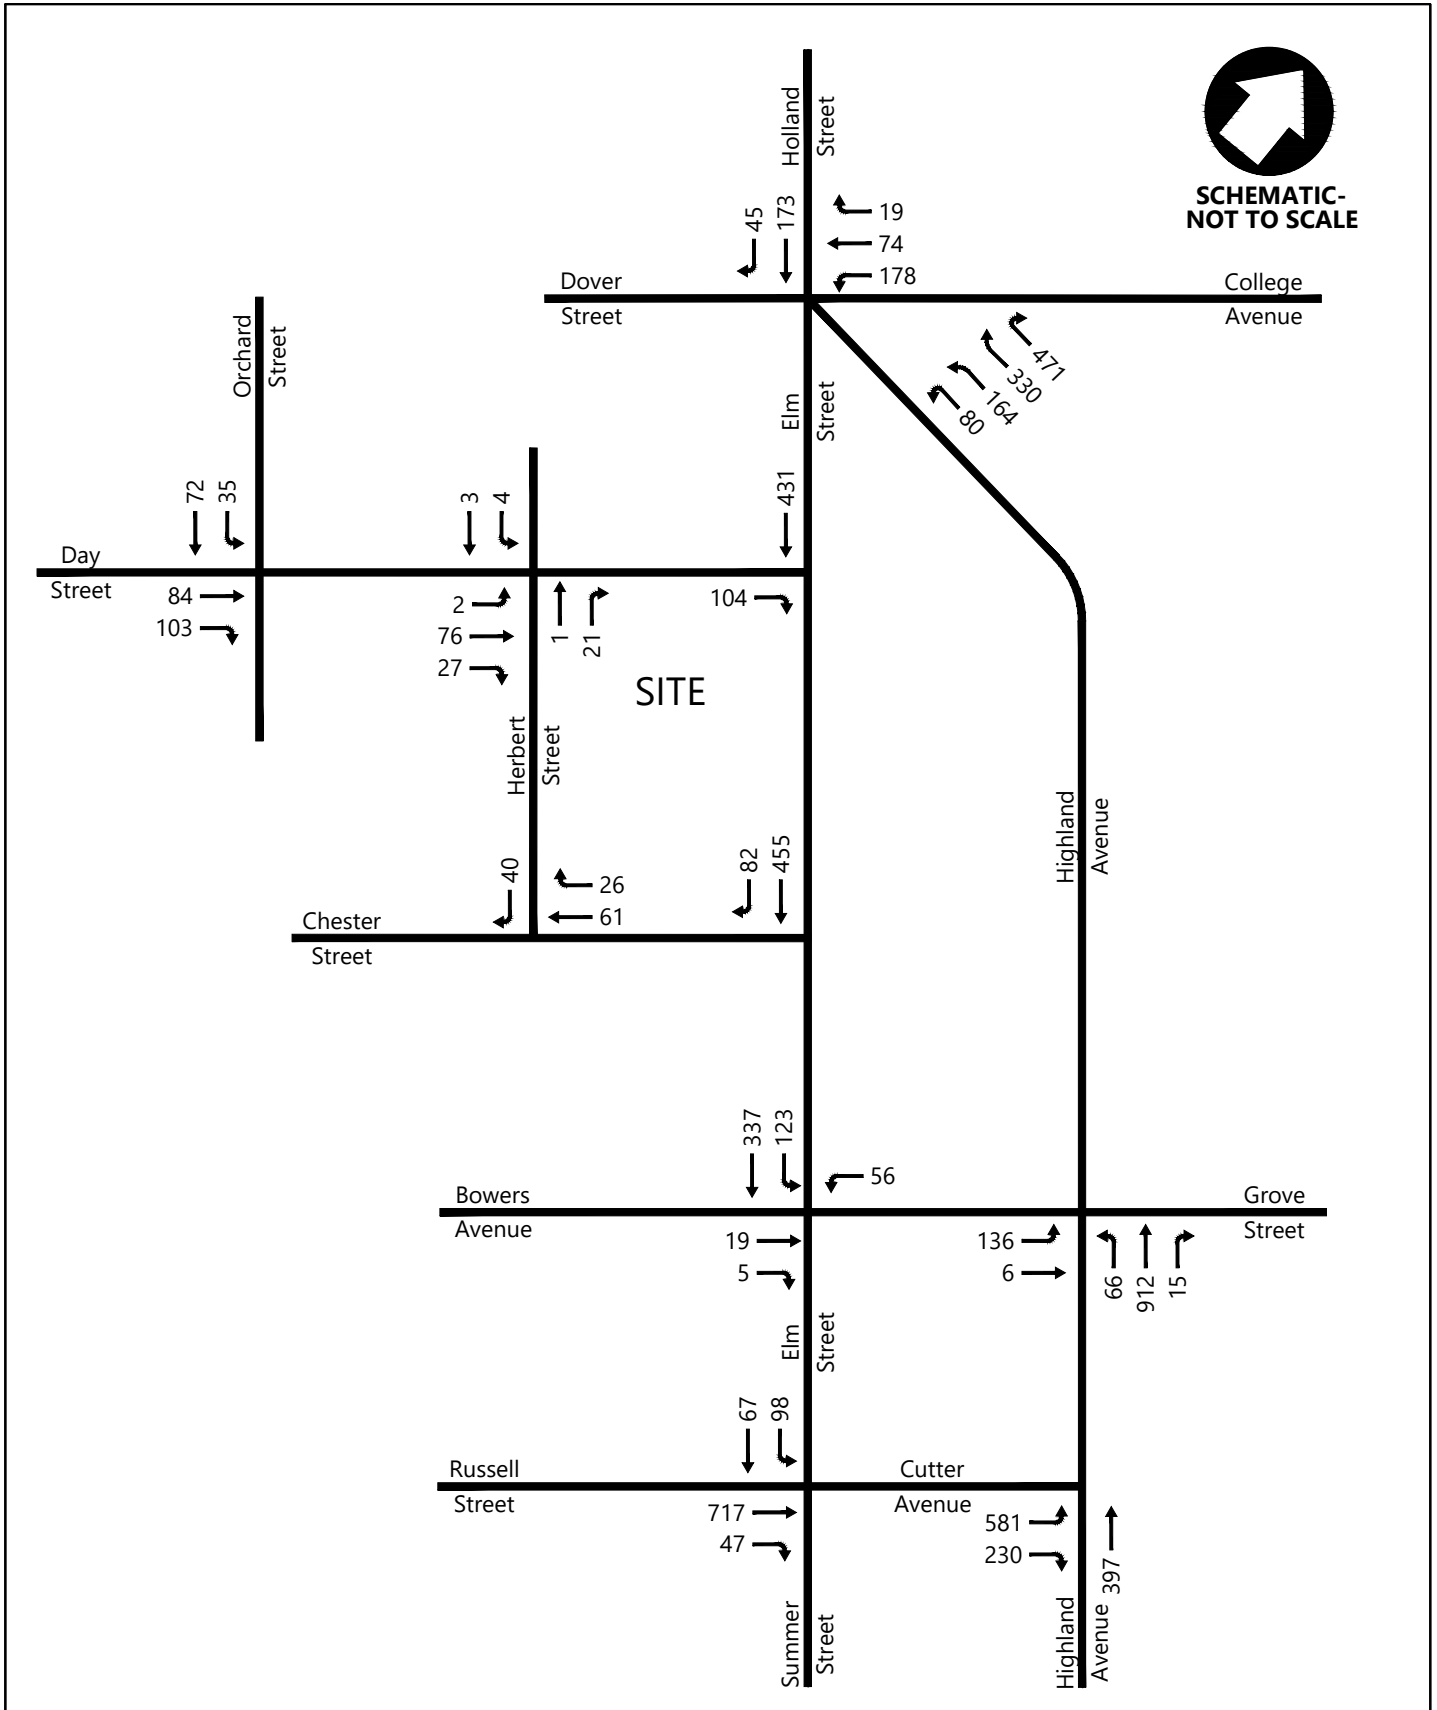 Holland
Street
SCHEMATIC-
NOT TO SCALE
45
173
19
74
178
Dover
Street
College
Avenue
Orchard
Street
Elm
Street
471
330
164
80
72
35
3
4
431
Day
Street
84
103
2
76
27
1
21
104
SITE
Herbert
Street
Highland
Avenue
40
26
61
82
455
Chester
Street
337
123
56
Bowers
Avenue
Grove
Street
19
5
136
6
66
912
15
Elm
Street
67
98
Russell
Street
Cutter
Avenue
717
47
581
230
397
Summer
Street
Highland
Avenue